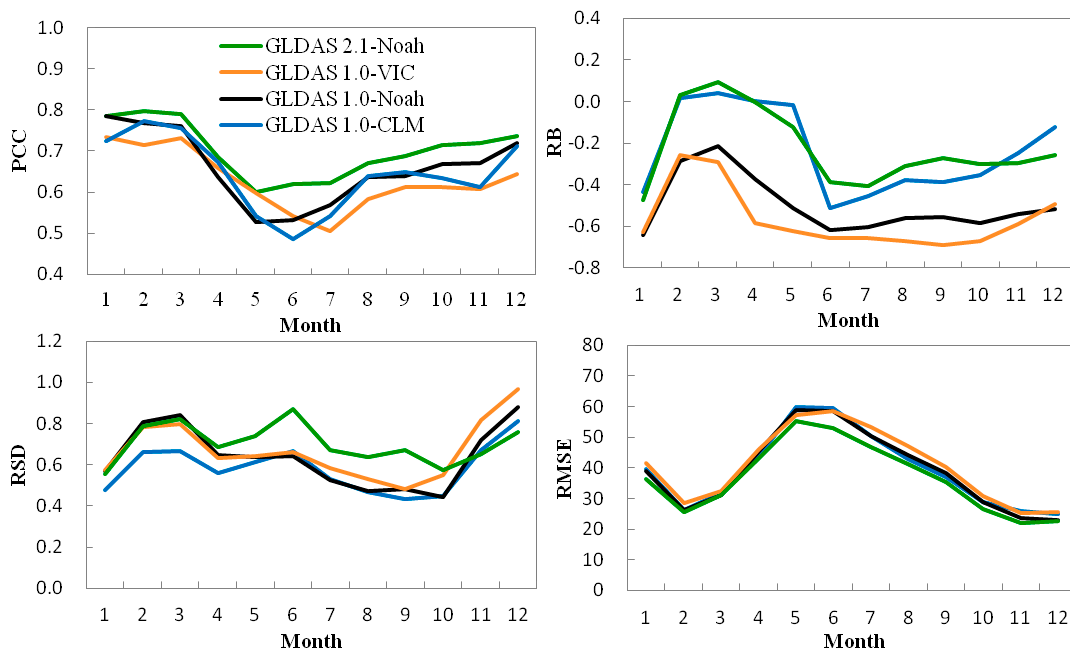 1.0
0.9
0.8
0.7
0.6
0.5
0.4
PCC
GLDAS 2.1-Noah
GLDAS 1.0-VIC
GLDAS 1.0-Noah
GLDAS 1.0-CLM
1 2 3 4 5 6 7 8 9 10 11 12
Month
0.4
0.2
0.0
-0.2
-0.4
-0.6
-0.8
RB
1 2 3 4 5 6 7 8 9 10 11 12
Month
1.2
1.0
0.8
0.6
0.4
0.2
0.0
RSD
1 2 3 4 5 6 7 8 9 10 11 12
Month
80
70
60
50
40
30
20
10
0
RMSE
1 2 3 4 5 6 7 8 9 10 11 12
Month